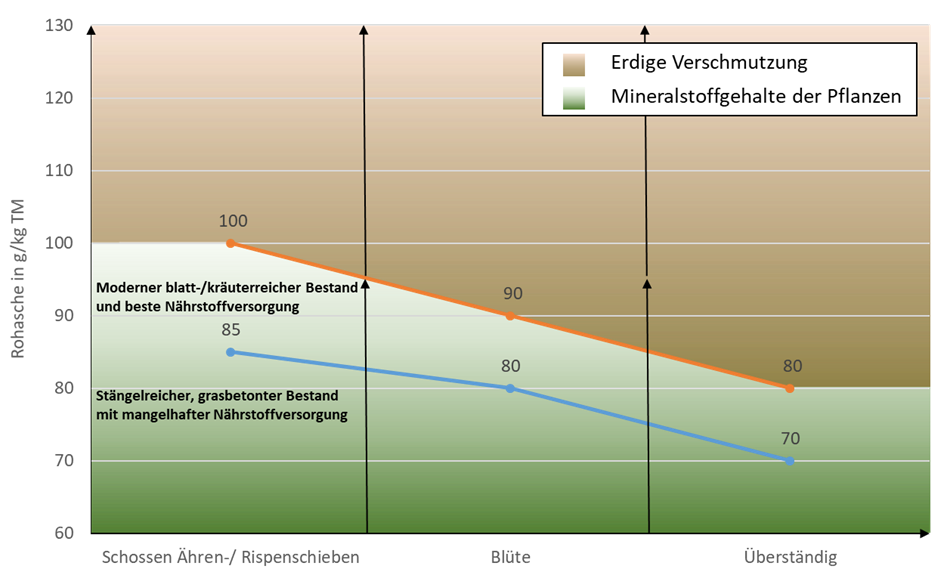 130
Erdige Verschmutzung
Mineralstoffgehalte der Pflanzen
120
110
100
100
Moderner blatt-/kräuterreicher Bestand
und beste Nährstoffversorgung
90
90
85
80
80
80
Stängelreicher, grasbetonter Bestand
mit mangelhafter Nährstoffversorgung
70
70
60
Rohasche in g/kg TM
Schossen Ähren-/ Rispenschieben
Blüte
Überständig